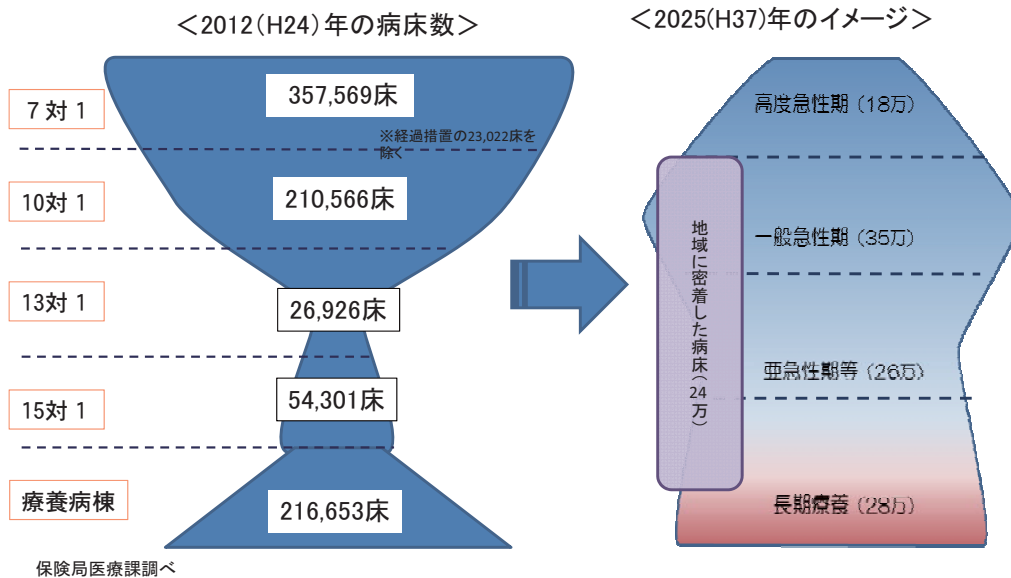 ＜2012（H24）年の病床数＞
＜2025(H37)年のイメージ＞
7 対 1
357,569床
※経過措置の23,022床を
除く
10対 1
210,566床
13対 1
26,926床
15対 1
54,301床
療養病棟
216,653床
保険局医療課調べ
高度急性期（18万）
一般急性期（35万）
亜急性期等（26万）
長期療養（28万）
地域に密着した病床（24万）